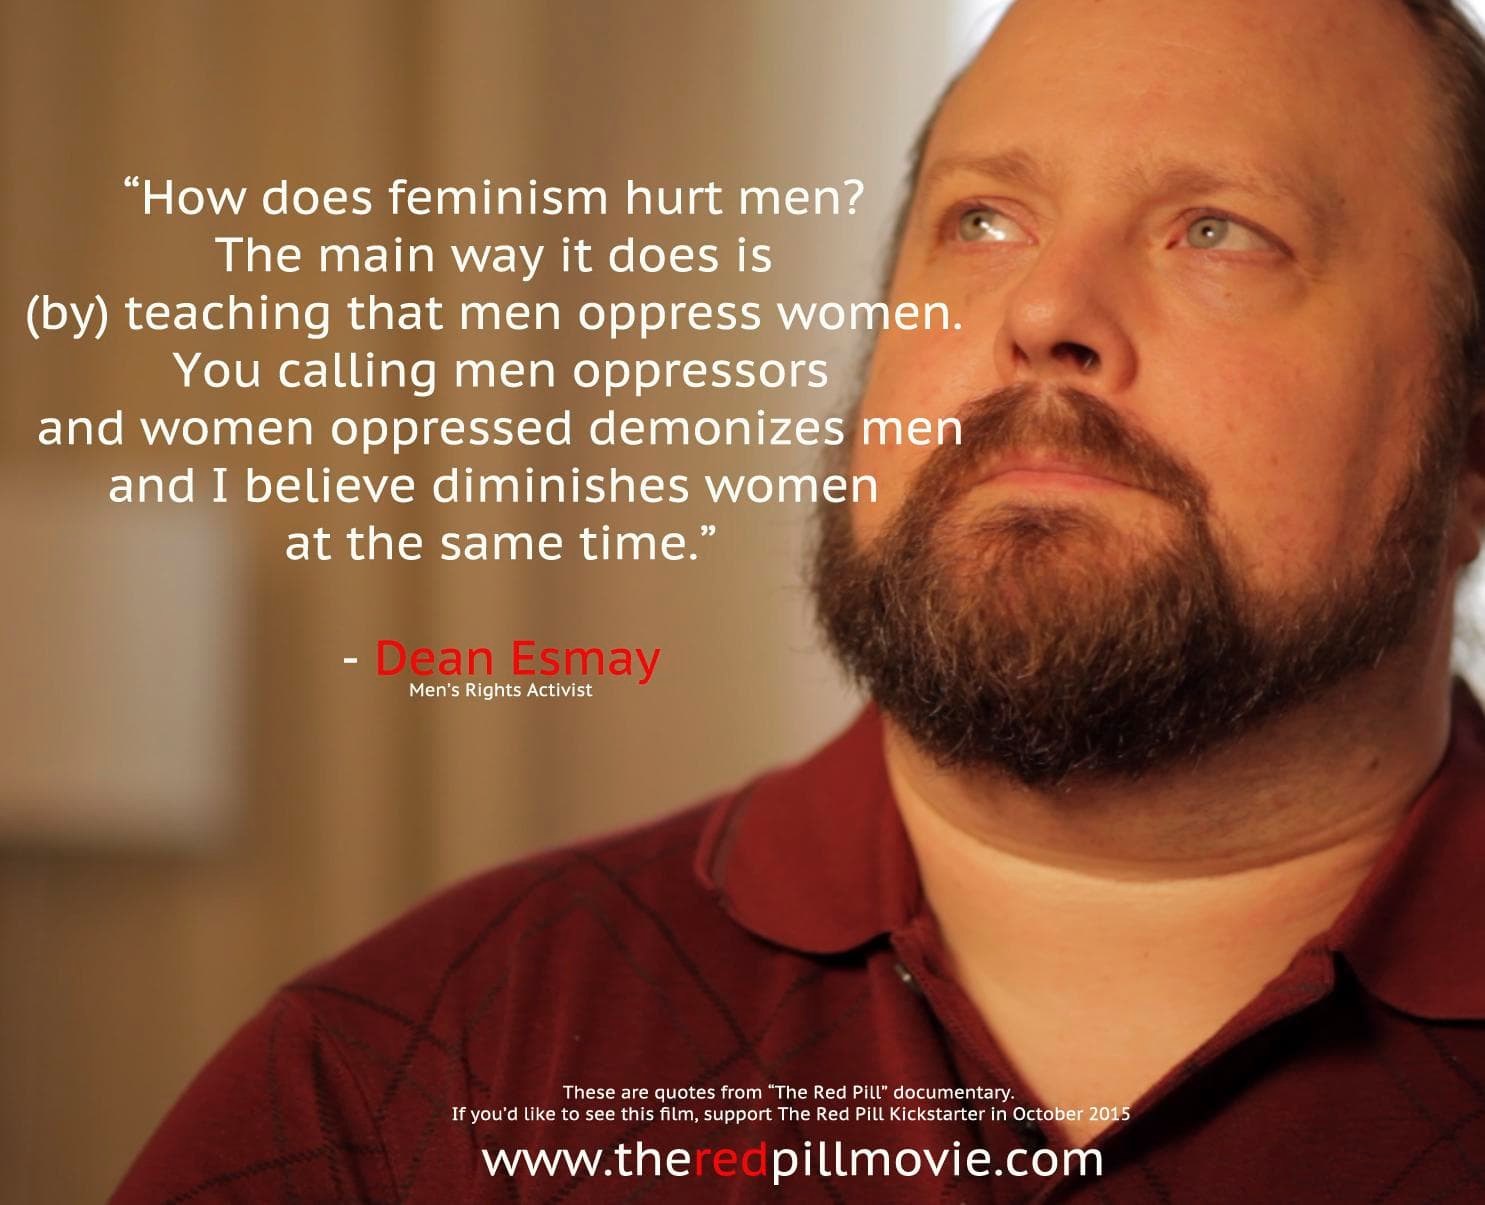 “How does feminism hurt men?
The main way it does is
(by) teaching that men oppress women.
You calling men oppressors
and women oppressed demonizes men
and I believe diminishes women
at the same time.”
- Dean Esmay
Men's Rights Activist
These are quotes from “The Red Pill” documentary.
If you'd like to see this film, support The Red Pill Kickstarter in October 2015
www.theredpillmovie.com